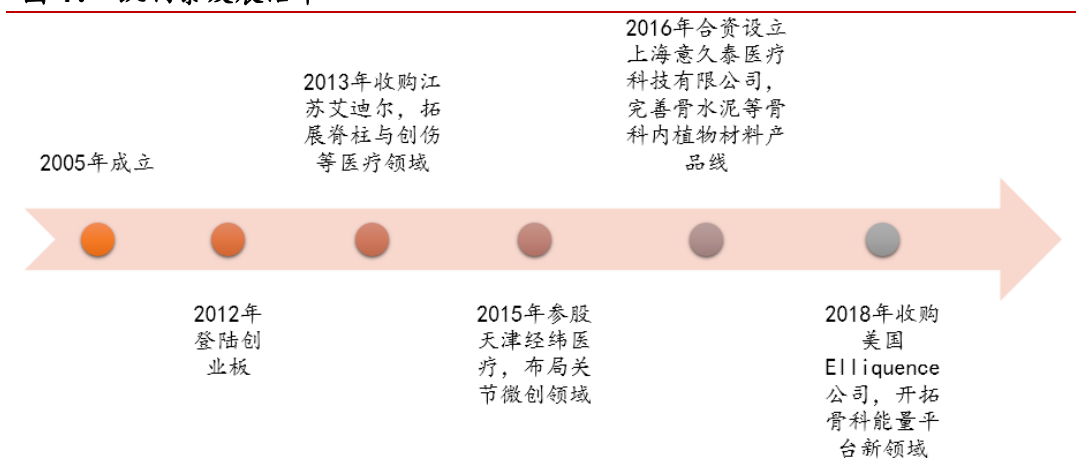 2005年成立
2012年
登陆创
业板
2013年收购江
苏艾迪尔，拓
展脊柱与创伤
等医疗领域
2015年参股
天津经纬医
疗，布局关
节微创领域
2016年合资设立
上海意久泰医疗
科技有限公司，
完善骨水泥等骨
科内植物材料产
品线
2018年收购
美国
Elliquence
公司，开拓
骨科能量平
台新领域